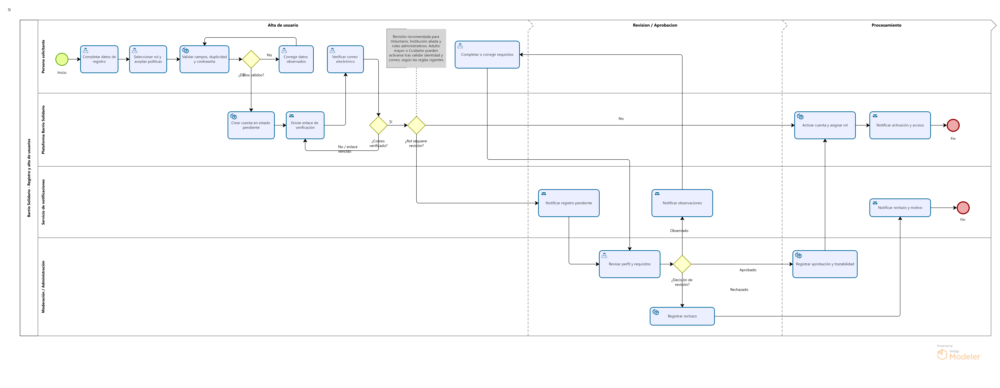 Sí
Alta de usuario
Revision / Aprobacion
Procesamiento
Barrio Solidario - Registro y alta de usuarios
Persona solicitante
Inicio
Completar datos de
registro
Seleccionar rol y
aceptar políticas
Validar campos, duplicidad
y contraseña
¿Datos válidos?
Sí
No
Corregir datos
observados
Verificar correo
electrónico
Revisión recomendada para
Voluntario, Institución aliada y
roles administrativos. Adulto
mayor o Cuidador pueden
activarse tras validar identidad y
correo, según las reglas vigentes.
Completar o corregir requisitos
Plataforma Barrio Solidario
Crear cuenta en estado
pendiente
Enviar enlace de
verificación
No / enlace
vencido
¿Correo
verificado?
Sí
¿Rol requiere
revisión?
No
Activar cuenta y asignar rol
Notificar activación y acceso
Fin
Servicio de notificaciones
Notificar registro pendiente
Notificar observaciones
Notificar rechazo y motivo
Fin
Observado
Moderación / Administración
Revisar perfil y requisitos
¿Decisión de
revisión?
Aprobado
Rechazado
Registrar aprobación y trazabilidad
Registrar rechazo
Powered by
bizagi
Modeler